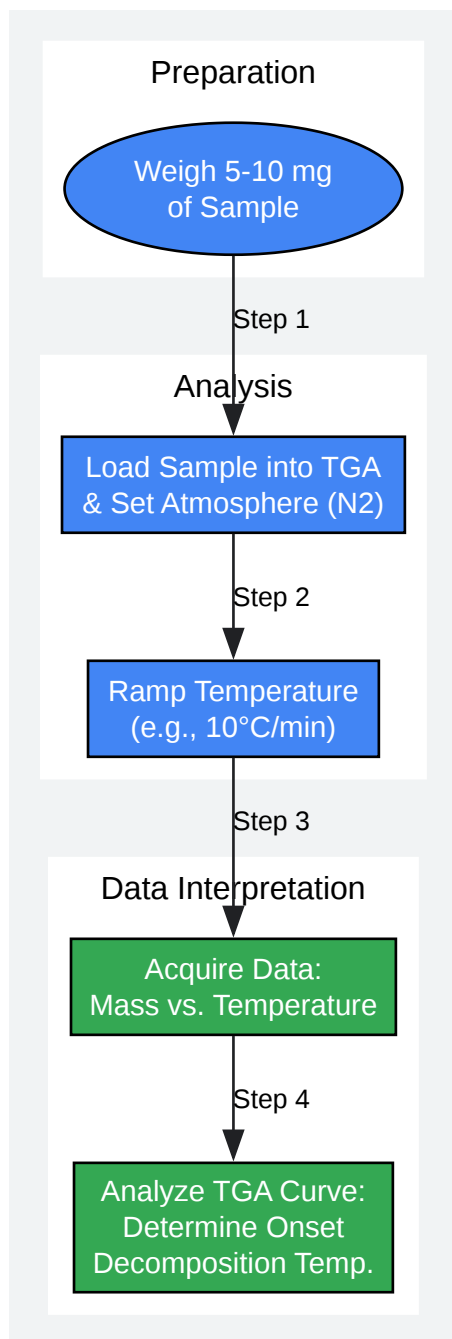 Preparation
Weigh 5-10 mg
of Sample
Step 1
Analysis
Load Sample into TGA
& Set Atmosphere (N2)
Step 2
Ramp Temperature
(e.g., 10°C/min)
Step 3
Data Interpretation
Acquire Data:
Mass vs. Temperature
Step 4
Analyze TGA Curve:
Determine Onset
Decomposition Temp.